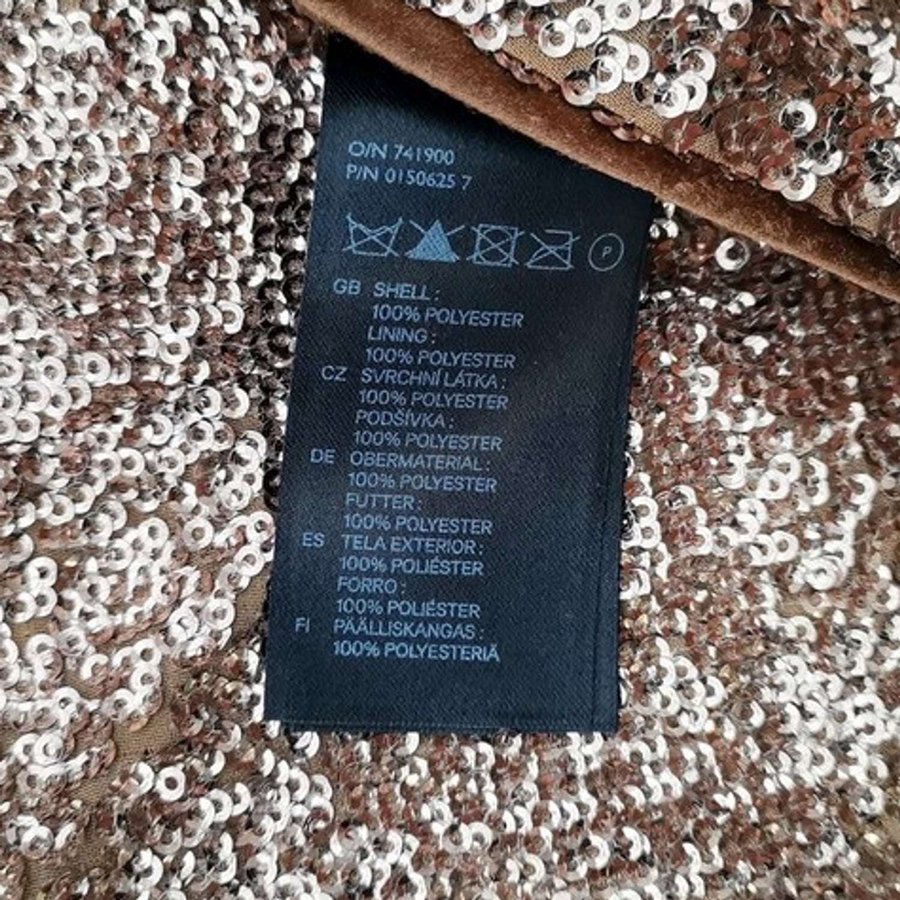 O/N 741900
P/N 0150625 7
P
GB SHELL:
100% POLYESTER
LINING:
100% POLYESTER
CZ SVRCHNÍ LÁTKA:
100% POLYESTER
PODŠÍVKA:
100% POLYESTER
DE OBERMATERIAL:
100% POLYESTER
FUTTER:
100% POLYESTER
ES TELA EXTERIOR:
100% POLIÉSTER
FORRO:
100% POLIÉSTER
FI PÄÄLLISKANGAS:
100% POLYESTERIÄ